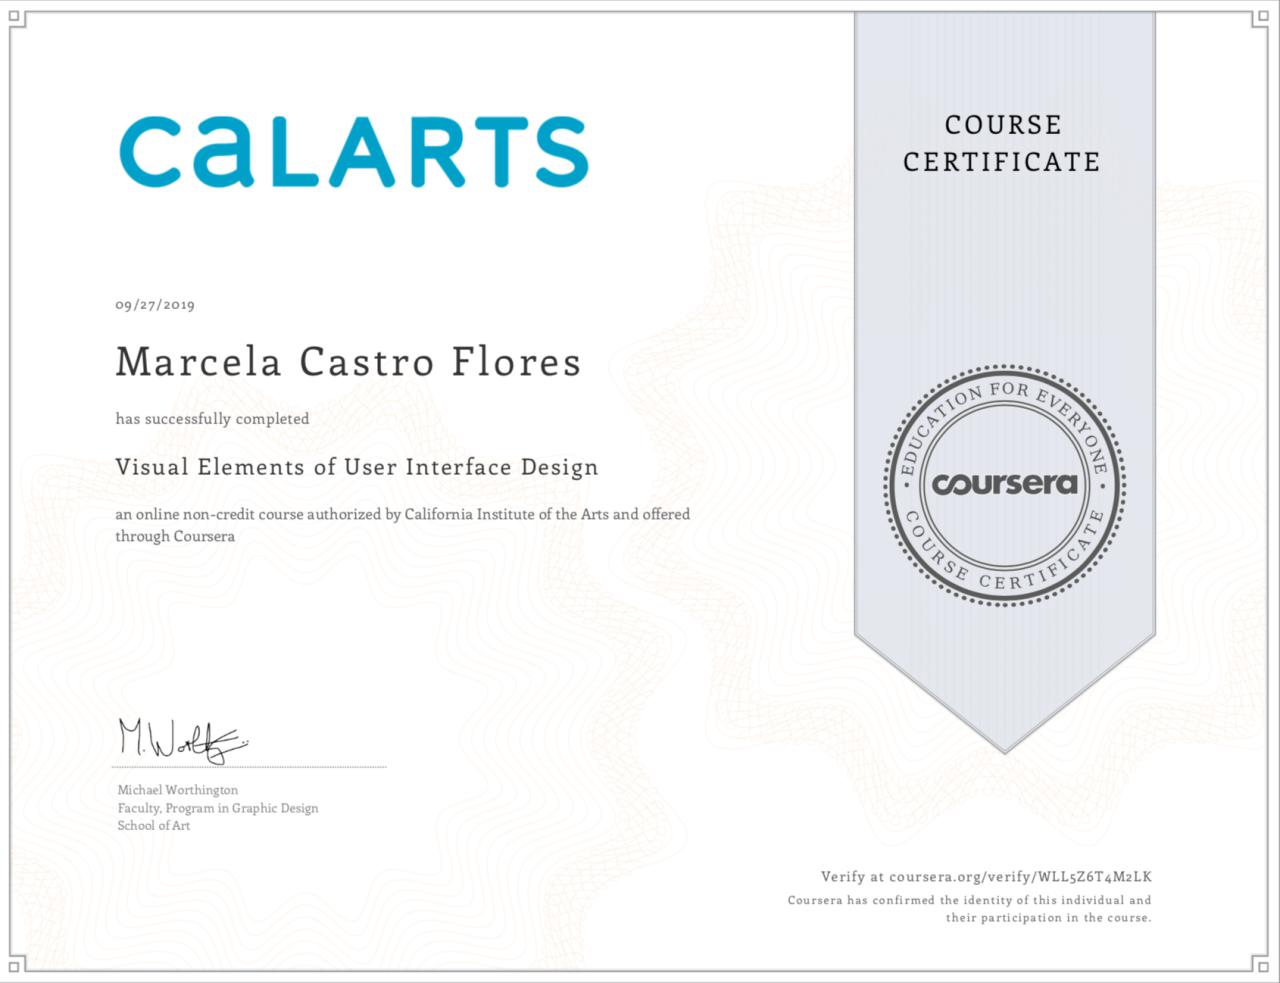 CaLARTS
COURSE
CERTIFICATE
09/27/2019
Marcela Castro Flores
has successfully completed
Visual Elements of User Interface Design
an online non-credit course authorized by California Institute of the Arts and offered
through Coursera
EDUCATION FOR EVERYONE
coursera
COURSE CERTIFICATE
M. Worth
Michael Worthington
Faculty, Program in Graphic Design
School of Art
Verify at coursera.org/verify/WLL5Z6T4M2LK
Coursera has confirmed the identity of this individual and
their participation in the course.